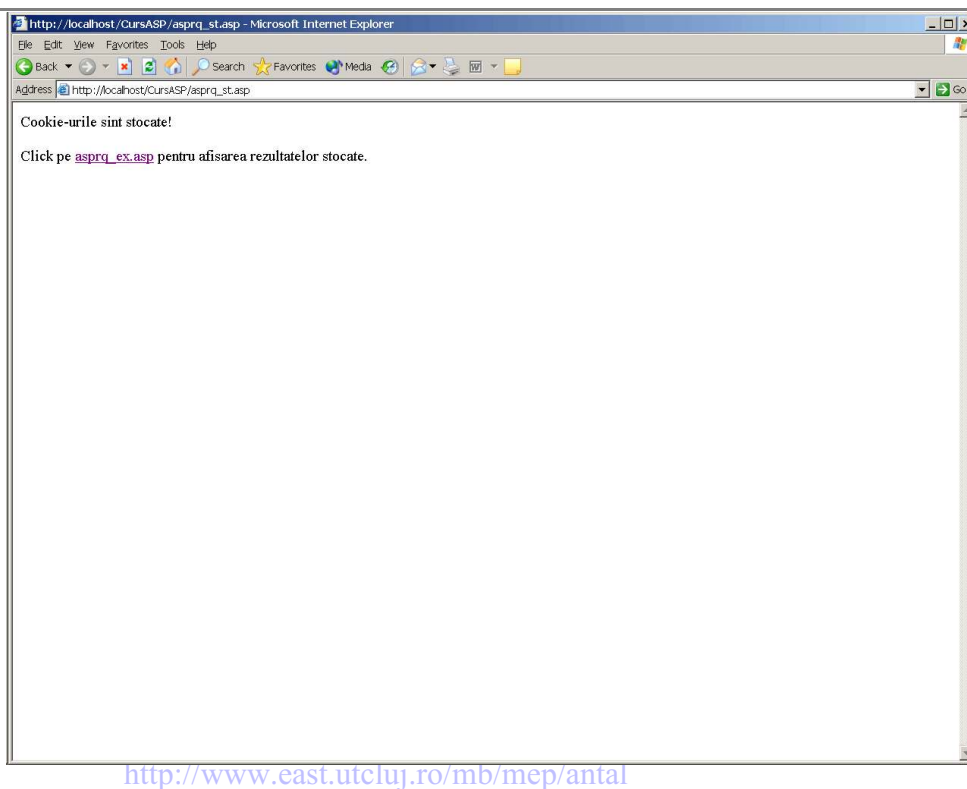 http://localhost/CursASP/asprq_st.asp - Microsoft Internet Explorer
File Edit View Favorites Tools Help
Back Search Favorites Media
Address http://localhost/CursASP/asprq_st.asp Go
Cookie-urile sint stocate!
Click pe asprq_ex.asp pentru afisarea rezultatelor stocate.
http://www.east.utcluj.ro/mb/mep/antal